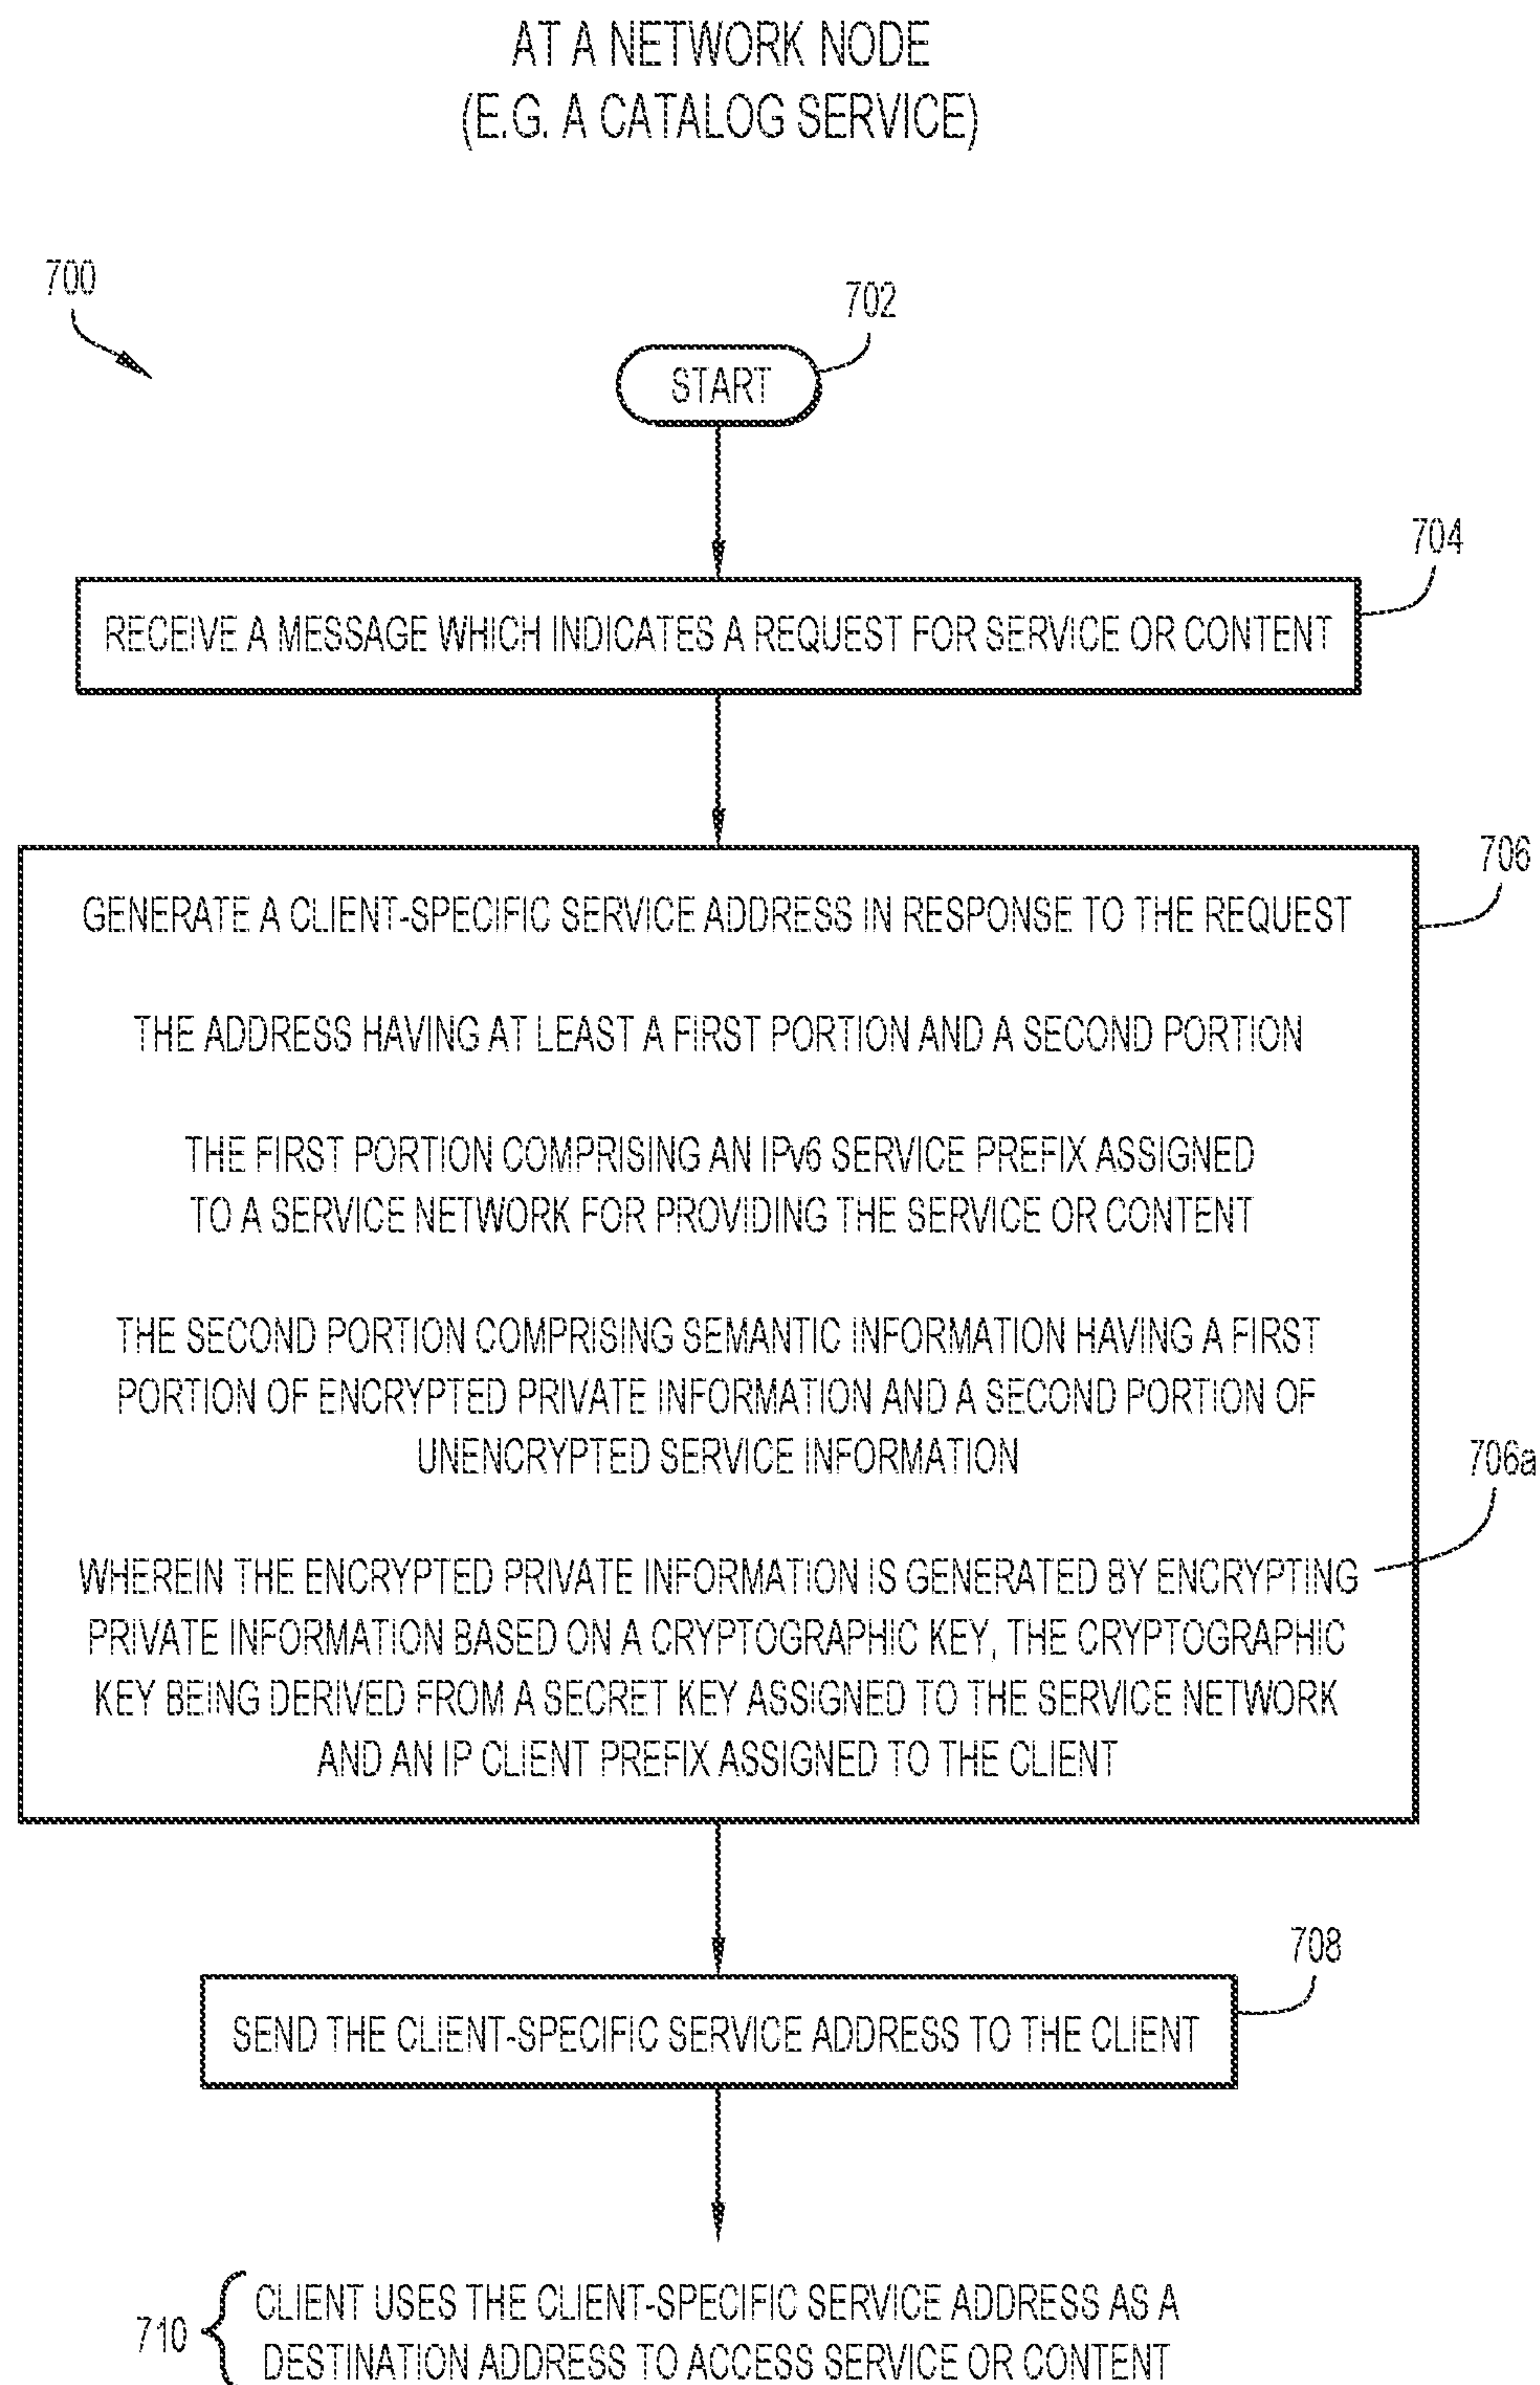 AT A NETWORK NODE
(E.G. A CATALOG SERVICE)
700
702
START
704
RECEIVE A MESSAGE WHICH INDICATES A REQUEST FOR SERVICE OR CONTENT
706
GENERATE A CLIENT-SPECIFIC SERVICE ADDRESS IN RESPONSE TO THE REQUEST
THE ADDRESS HAVING AT LEAST A FIRST PORTION AND A SECOND PORTION
THE FIRST PORTION COMPRISING AN IPv6 SERVICE PREFIX ASSIGNED
TO A SERVICE NETWORK FOR PROVIDING THE SERVICE OR CONTENT
THE SECOND PORTION COMPRISING SEMANTIC INFORMATION HAVING A FIRST
PORTION OF ENCRYPTED PRIVATE INFORMATION AND A SECOND PORTION OF
UNENCRYPTED SERVICE INFORMATION
706a
WHEREIN THE ENCRYPTED PRIVATE INFORMATION IS GENERATED BY ENCRYPTING
PRIVATE INFORMATION BASED ON A CRYPTOGRAPHIC KEY, THE CRYPTOGRAPHIC
KEY BEING DERIVED FROM A SECRET KEY ASSIGNED TO THE SERVICE NETWORK
AND AN IP CLIENT PREFIX ASSIGNED TO THE CLIENT
708
SEND THE CLIENT-SPECIFIC SERVICE ADDRESS TO THE CLIENT
710
CLIENT USES THE CLIENT-SPECIFIC SERVICE ADDRESS AS A
DESTINATION ADDRESS TO ACCESS SERVICE OR CONTENT